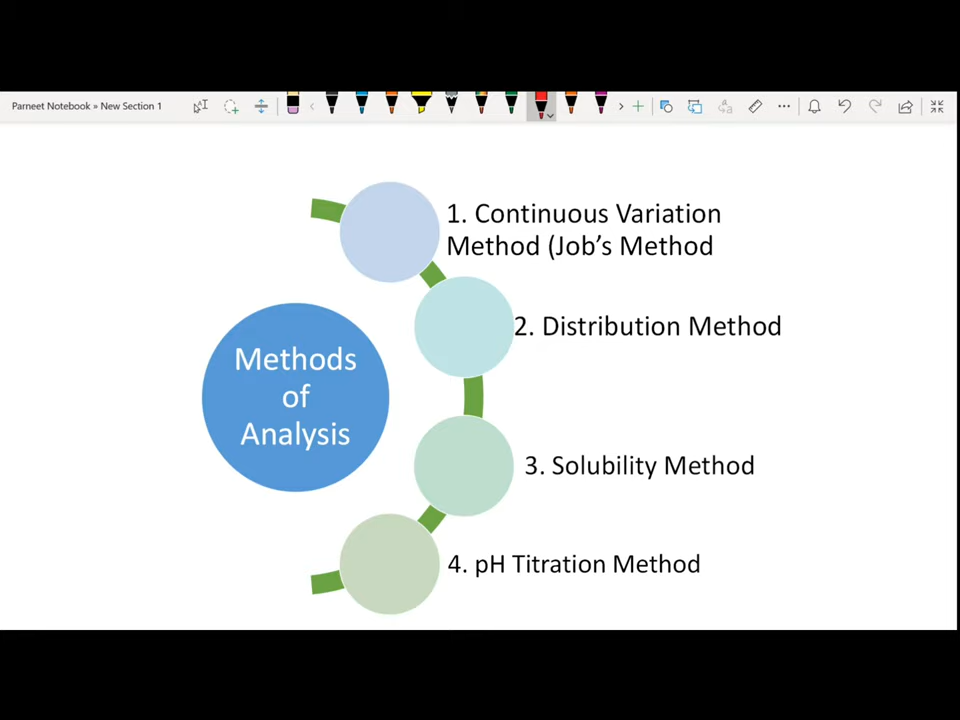 Parneet Notebook » New Section 1
1. Continuous Variation
Method (Job's Method
2. Distribution Method
Methods
of
Analysis
3. Solubility Method
4. pH Titration Method